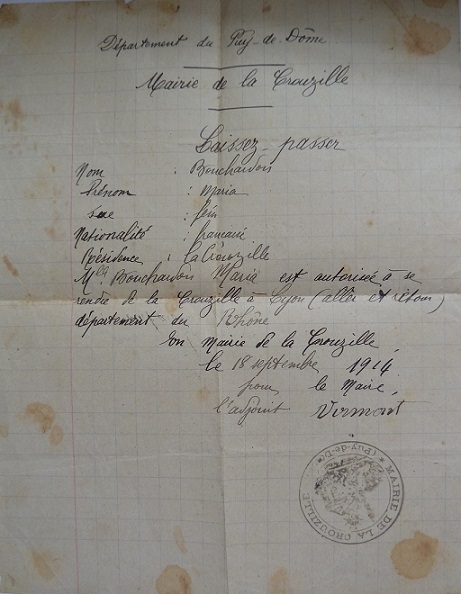 Département du Puy-de-Dôme
Mairie de la Crouzille
Laissez-passer
Nom : Bouchardon
Prénom : Maria
Sexe : fém
Nationalité : française
Résidence : la Crouzille
Mlle Bouchardon Maria est autorisée à se
rendre de la Crouzille à Lyon (aller et retour)
département du Rhône
En Mairie de la Crouzille,
le 18 septembre 1914
pour le Maire,
l'adjoint Virmont
MAIRIE DE LA CROUZILLE
(Puy-de-Dôme)